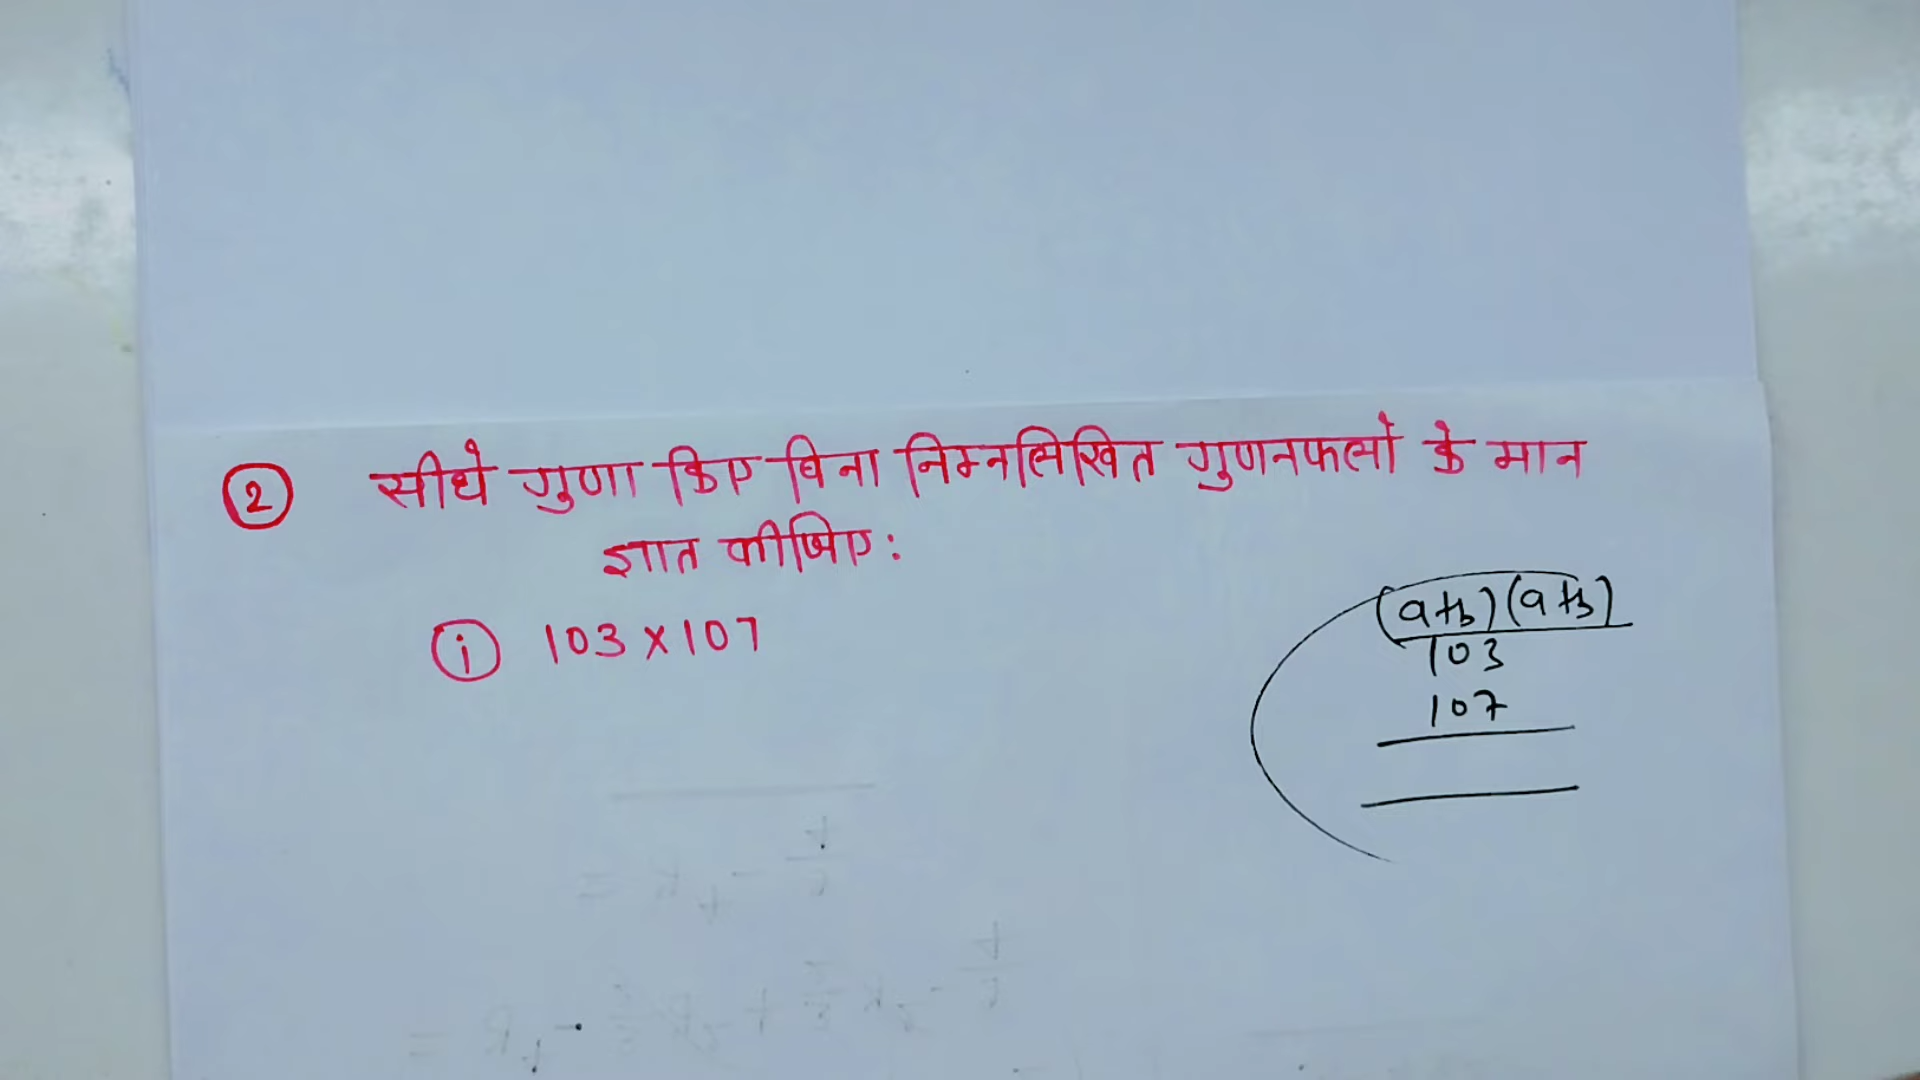 ② सीधे गुणा किए बिना निम्नलिखित गुणनफलों के मान
ज्ञात कीजिए:
ⓘ 103 × 107
(a+b)(a+b)
103
107